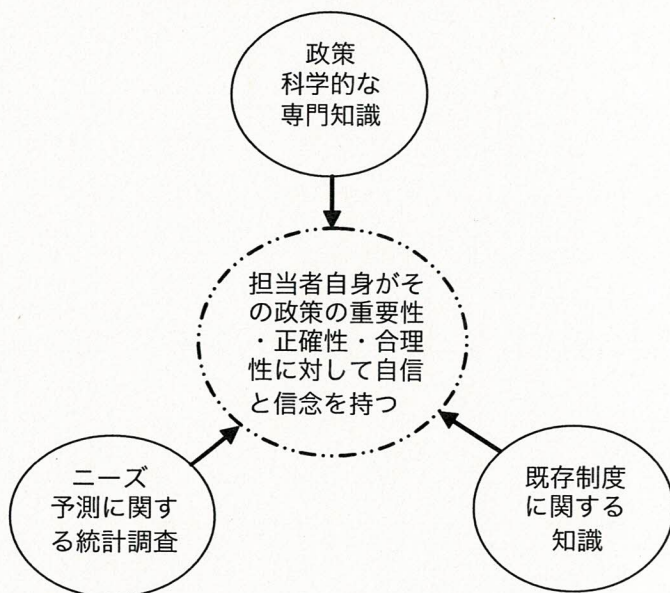 政策
科学的な
専門知識
担当者自身がそ
の政策の重要性
・正確性・合理
性に対して自信
と信念を持つ
ニーズ
予測に関す
る統計調査
既存制度
に関する
知識